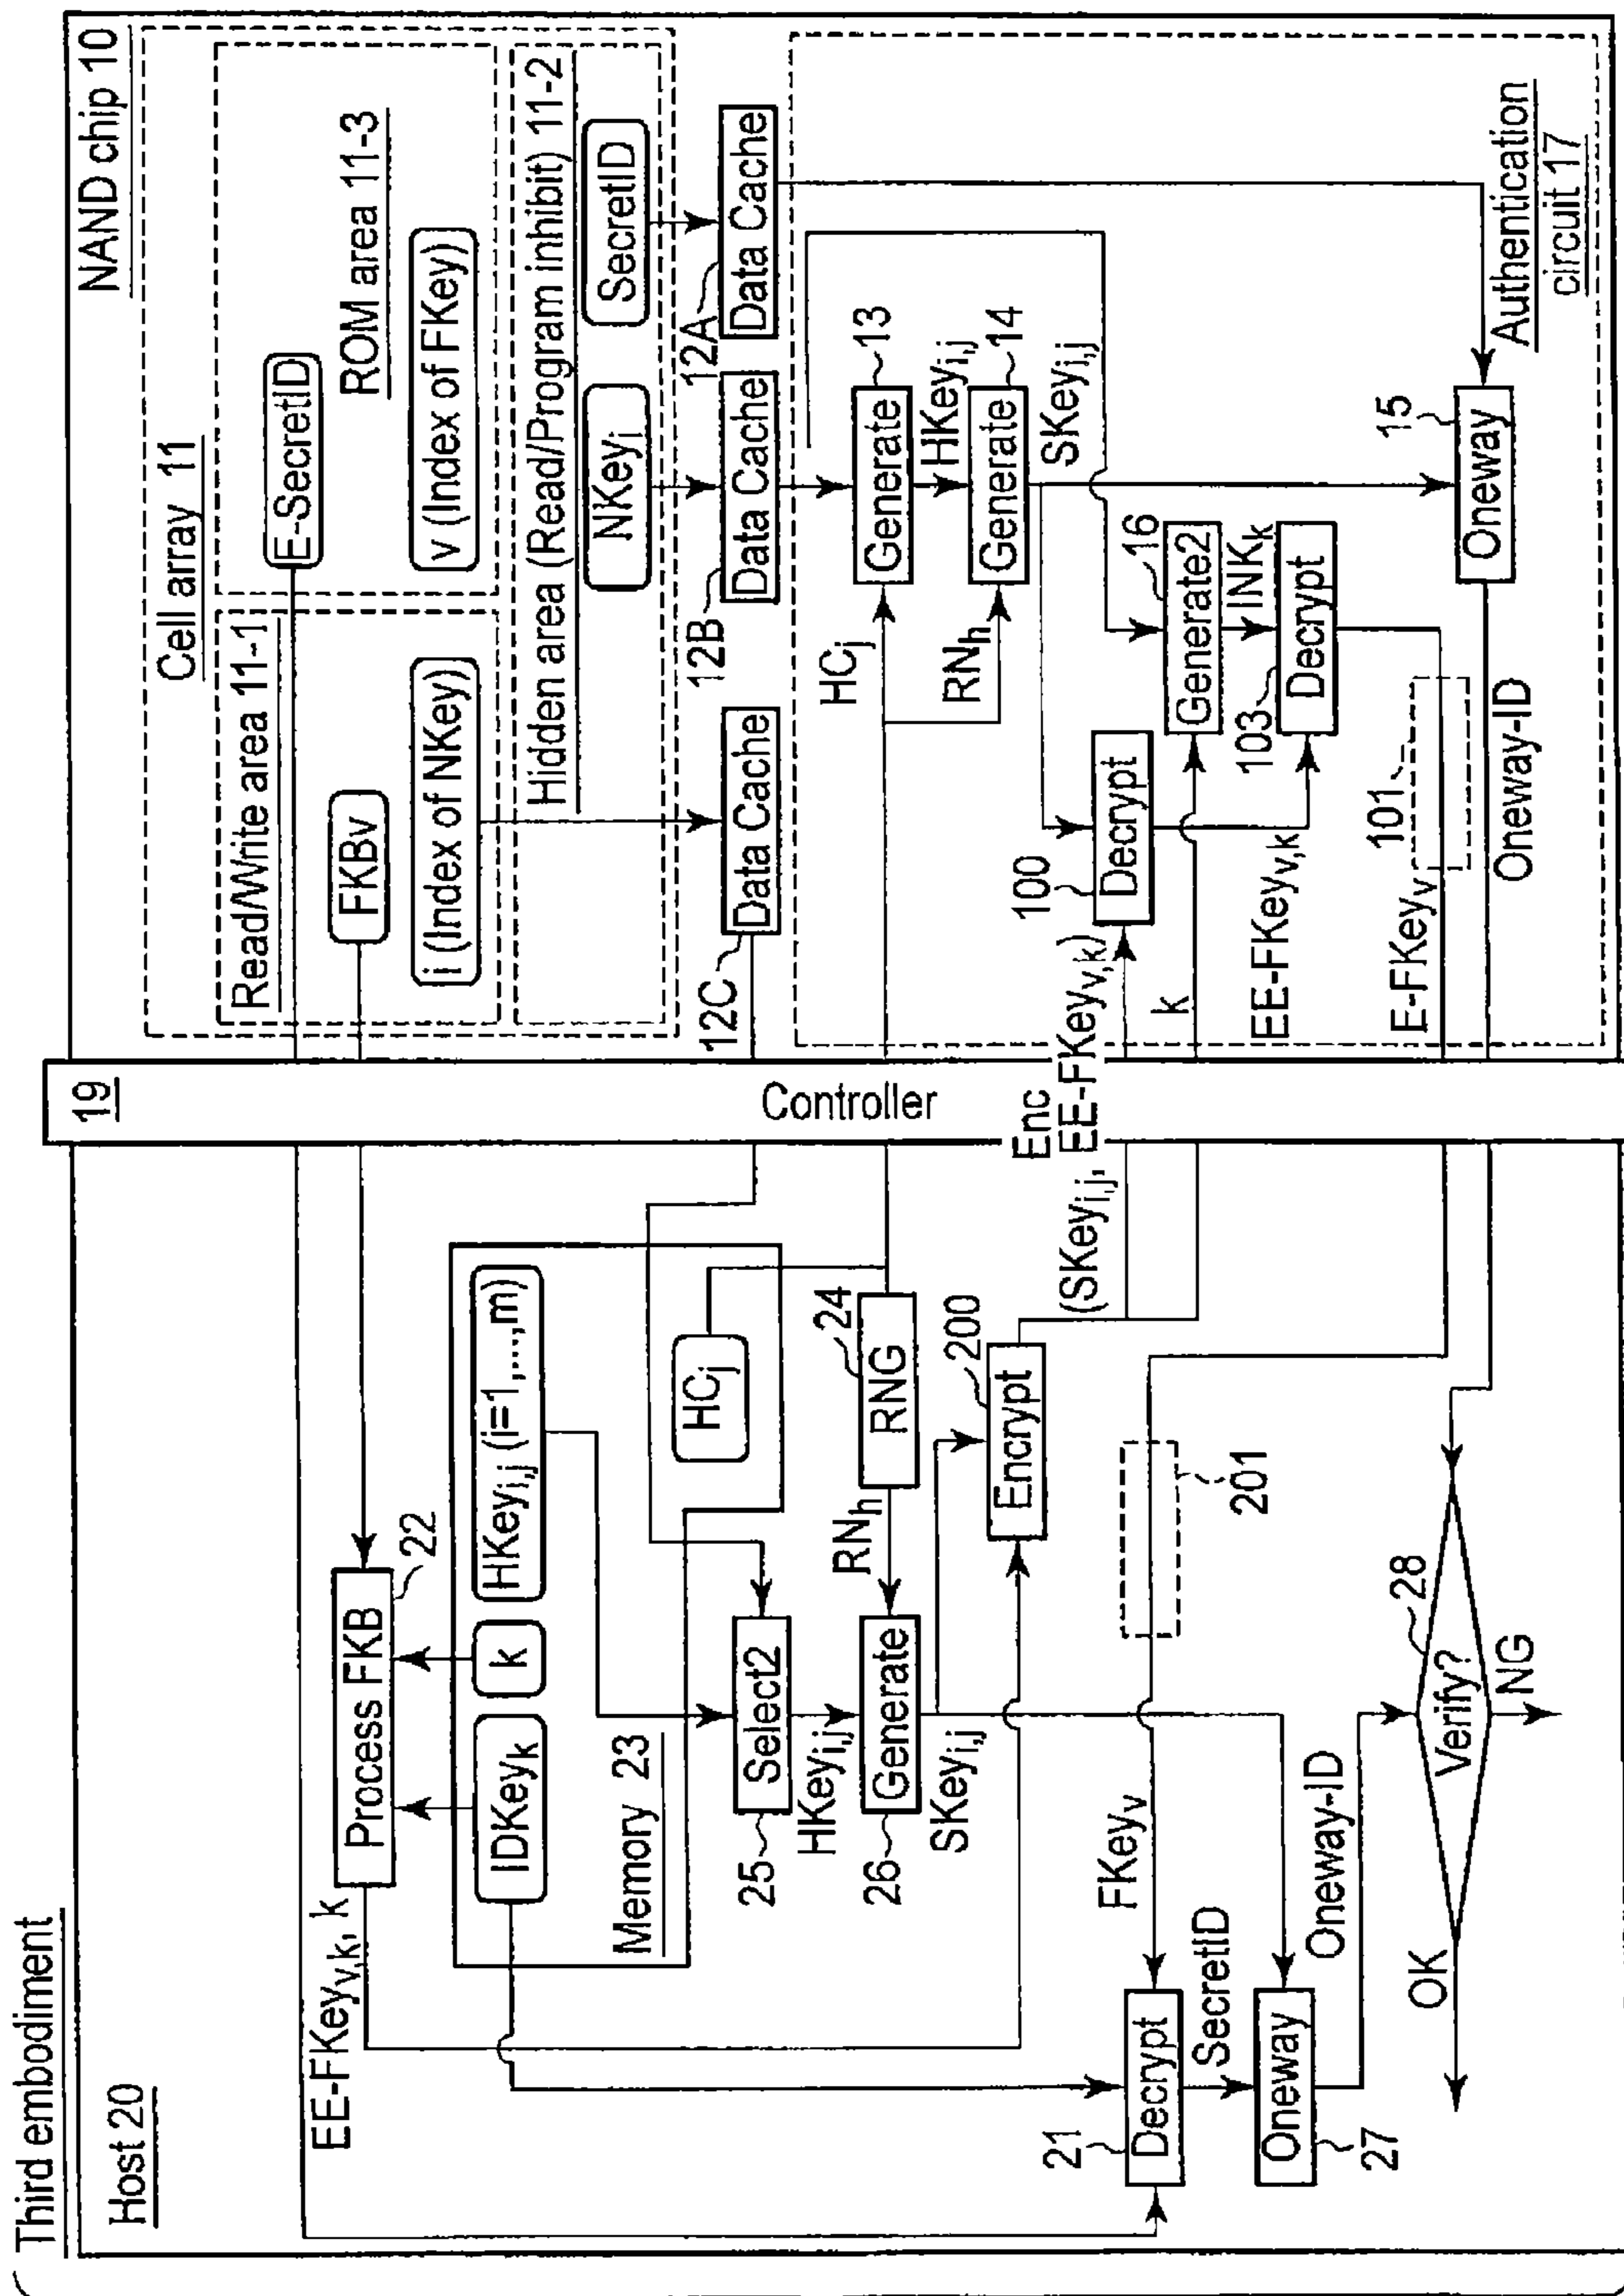 Third embodiment
Host 20
EE-FKeyv,k, k
Process FKB
22
IDKeyk
k
HKeyi,j (i=1,...,m)
Memory 23
HCj
Select2
25
HKeyi,j
RNh
RNG
24
Generate
26
SKeyi,j
Encrypt
200
(SKeyi,j,
FKeyv
201
Decrypt
21
SecretID
Oneway
27
Oneway-ID
Verify?
28
OK
NG
19
Controller
Enc
EE-FKeyv,k)
NAND chip 10
Cell array 11
Read/Write area 11-1
E-SecretID
FKBv
ROM area 11-3
i (Index of NKey)
v (Index of FKey)
Hidden area (Read/Program inhibit) 11-2
NKeyi
SecretID
12C
Data Cache
12B
Data Cache
12A
Data Cache
HCj
Generate
13
HKeyi,j
RNh
Generate
14
SKeyi,j
100
Decrypt
k
Generate2
16
INKk
EE-FKeyv,k
103
Decrypt
E-FKeyv
101
Oneway-ID
Oneway
15
Authentication
circuit 17